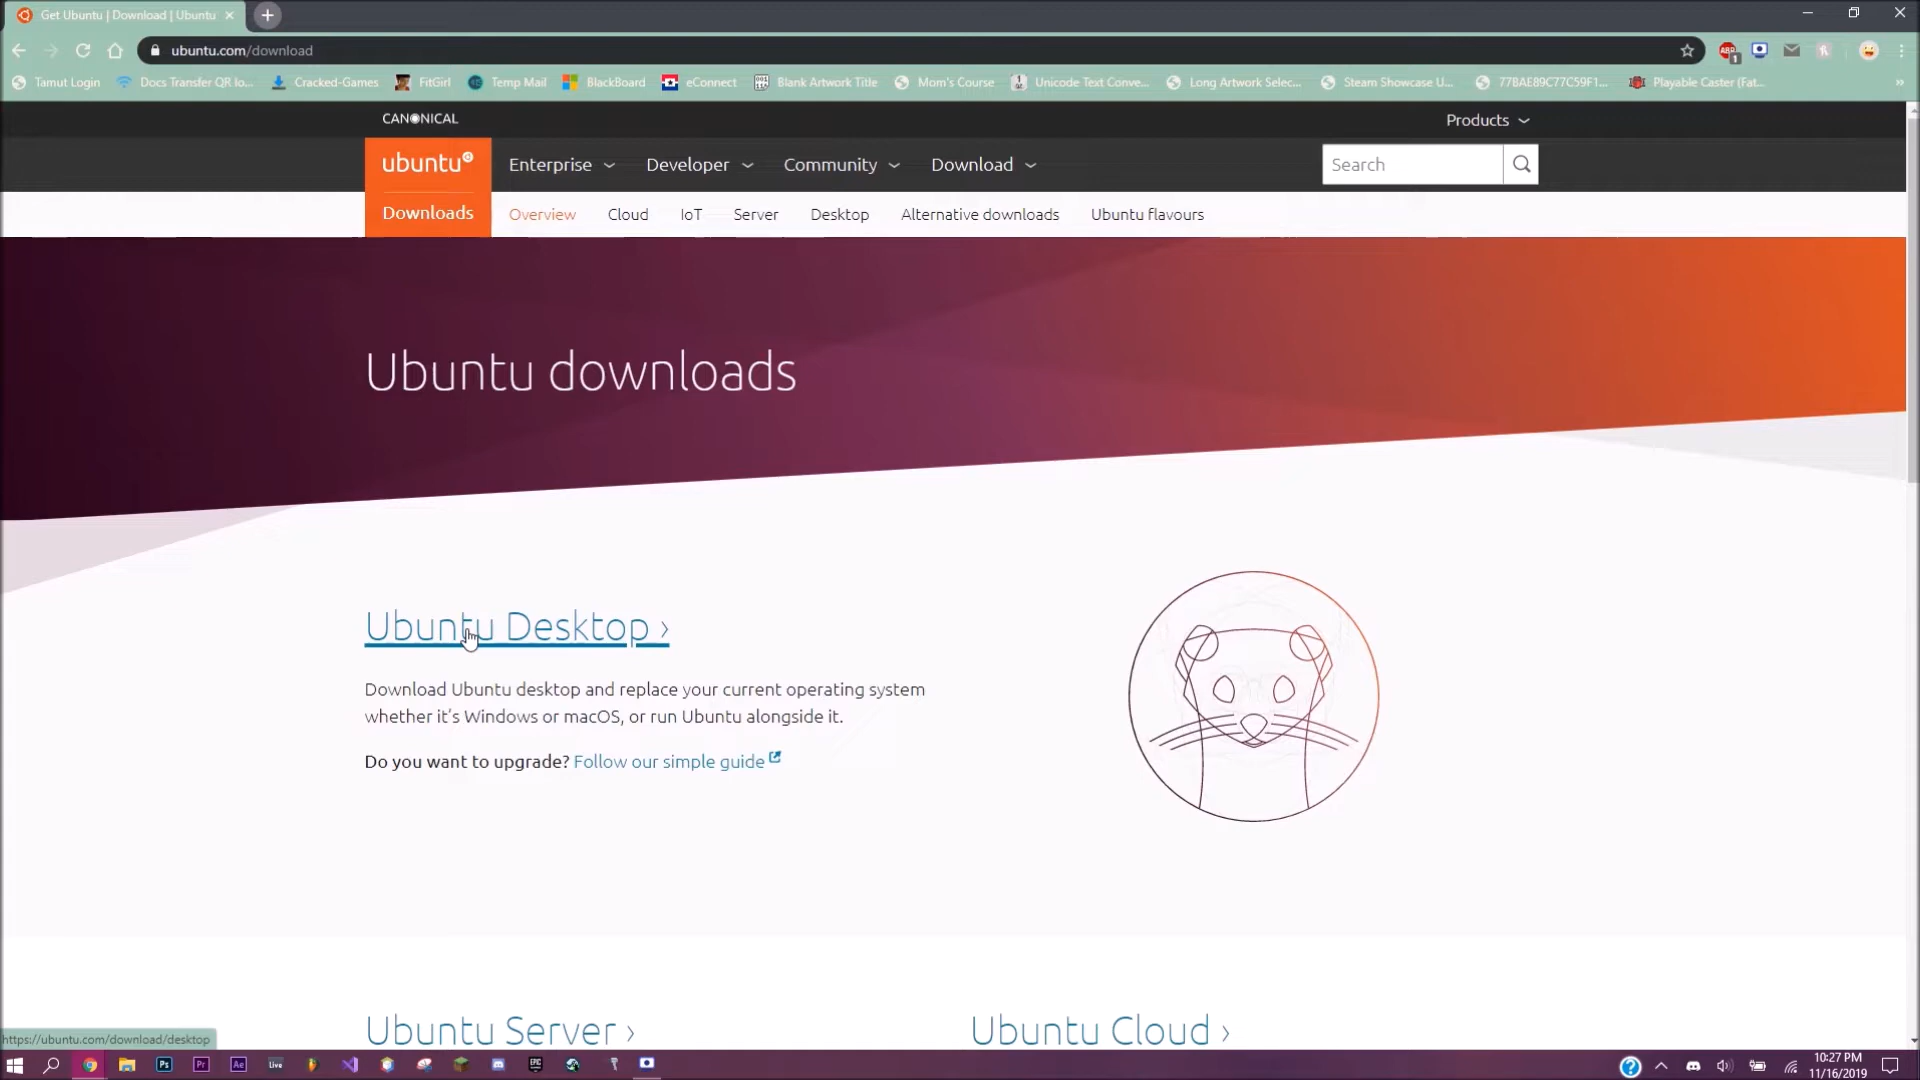 Get Ubuntu | Download | Ubuntu
ubuntu.com/download
Tamut Login
Docs Transfer QR lo...
Cracked-Games
FitGirl
Temp Mail
BlackBoard
eConnect
Blank Artwork Title
Mom's Course
Unicode Text Conve...
Long Artwork Selec...
Steam Showcase U...
77BAE89C77C59F1...
Playable Caster (Fat...
CANONICAL
Products
ubuntu
Enterprise
Developer
Community
Download
Search
Downloads
Overview
Cloud
IoT
Server
Desktop
Alternative downloads
Ubuntu flavours
Ubuntu downloads
Ubuntu Desktop ›
Download Ubuntu desktop and replace your current operating system
whether it's Windows or macOS, or run Ubuntu alongside it.
Do you want to upgrade? Follow our simple guide
Ubuntu Server ›
Ubuntu Cloud ›
https://ubuntu.com/download/desktop
Ps
Pr
Ae
Live
10:27 PM
11/16/2019